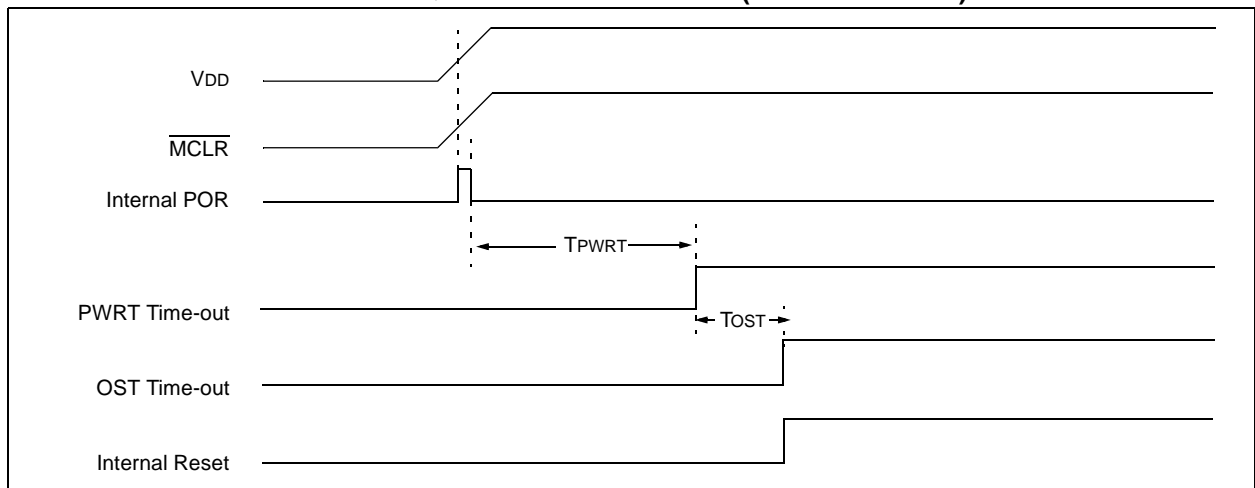 VDD
MCLR
Internal POR
TPWRT
PWRT Time-out
TOST
OST Time-out
Internal Reset